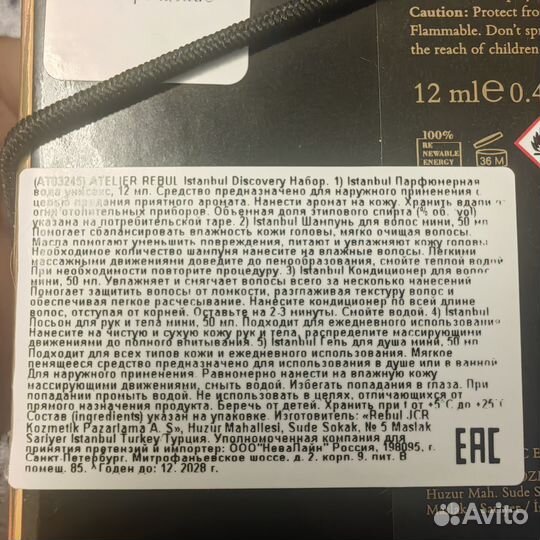 Caution: Protect from
Flammable. Don't spr
the reach of children
12 ml e 0.4
100%
RE
NEWABLE
ENERGY
36 M
(AT03245) ATELIER REBUL Istanbul Discovery Набор. 1) Istanbul Парфюмерная
вода унисекс, 12 мл. Средство предназначено для наружного применения с
целью придания приятного аромата. Нанести аромат на кожу. Хранить вдали от
огня отопительных приборов. Объемная доля этилового спирта (% об. vol)
указана на потребительской таре. 2) Istanbul Шампунь для волос мини, 50 мл
Помогает сбалансировать влажность кожи головы, мягко очищая волосы.
Масла помогают уменьшить повреждения, питают и увлажняют кожу головы
Необходимое количество шампуня нанесите на влажные волосы. Легкими
массажными движениями доведите до пенообразования, смойте теплой водой
При необходимости повторите процедуру. 3) Istanbul Кондиционер для волос
мини, 50 мл. Увлажняет и смягчает волосы всего за несколько нанесений
Помогает защитить волосы от ломкости, разглаживая текстуру волос и
обеспечивая легкое расчесывание. Нанесите кондиционер по всей длине
волос, отступая от корней. Оставьте на 2-3 минуты. Смойте водой. 4) Istanbul
Лосьон для рук и тела мини, 50 мл. Подходит для ежедневного использования
Нанесите на чистую и сухую кожу рук и тела, распределите массирующими
движениями до полного впитывания. 5) Istanbul Гель для душа мини, 50 мл
Подходит для всех типов кожи и ежедневного использования. Мягкое
пенящееся средство предназначено для использования в душе или в ванной
Для наружного применения. Равномерно нанести на влажную кожу
массирующими движениями, смыть водой. Избегать попадания в глаза. При
попадании промыть водой. Не использовать в целях, отличающихся от
прямого назначения продукта. Беречь от детей. Хранить при t от +5˚C до +25˚C
Состав (ingredients) указан на упаковке. Изготовитель: «Rebul JCR
Kozmetik Pazarlama A. S», Huzur Mahallesi, Sude Sokak, № 5 Maslak
Sariyer Istanbul Turkey/Турция. Уполномоченная компания для
принятия претензий и импортер: ООО"НеваЛайн" Россия, 198095, г.
Санкт-Петербург, Митрофаньевское шоссе, д. 2, корп. 9, лит. В
помещ. 85. *Годен до: 12. 2028 г.
EAC
Huzur Mah. Sude S
Avito